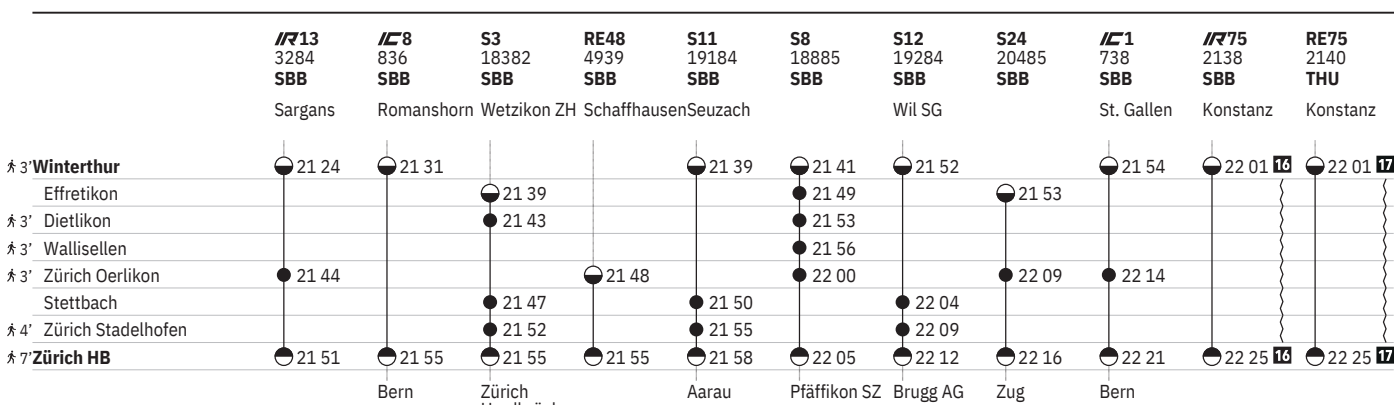 IR13 IC8 S3 RE48 S11 S8 S12 S24 IC1 IR75 RE75
3284 836 18382 4939 19184 18885 19284 20485 738 2138 2140
SBB SBB SBB SBB SBB SBB SBB SBB SBB SBB THU
Sargans Romanshorn Wetzikon ZH Schaffhausen Seuzach Wil SG St. Gallen Konstanz Konstanz
3' Winterthur 21 24 21 31 21 39 21 41 21 52 21 54 22 01 16 22 01 17
Effretikon 21 39 21 49 21 53
3' Dietlikon 21 43 21 53
3' Wallisellen 21 56
3' Zürich Oerlikon 21 44 21 48 22 00 22 09 22 14
Stettbach 21 47 21 50 22 04
4' Zürich Stadelhofen 21 52 21 55 22 09
7' Zürich HB 21 51 21 55 21 55 21 55 21 58 22 05 22 12 22 16 22 21 22 25 16 22 25 17
Bern Zürich Aarau Pfäffikon SZ Brugg AG Zug Bern